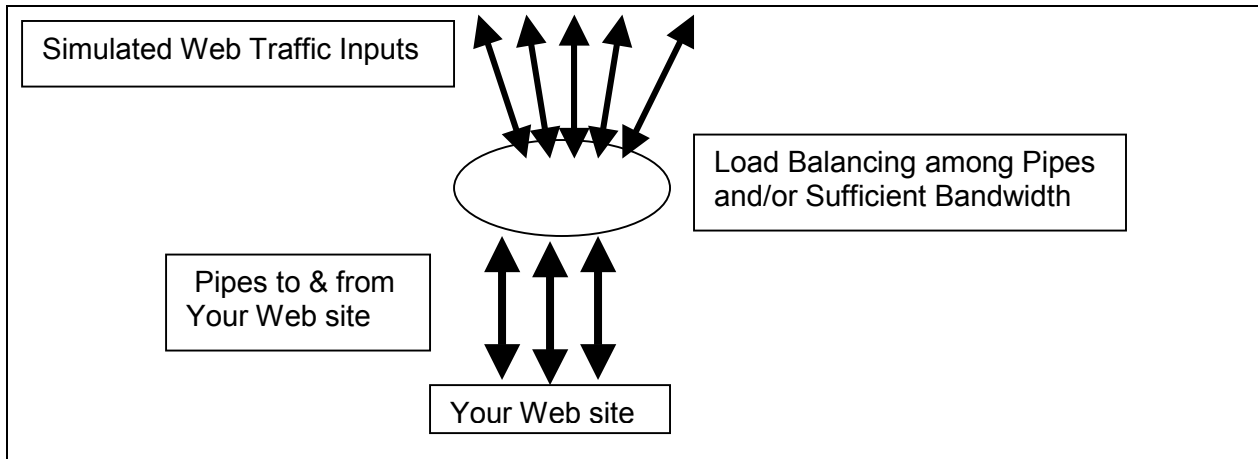 Simulated Web Traffic Inputs
Load Balancing among Pipes
and/or Sufficient Bandwidth
Pipes to & from
Your Web site
Your Web site